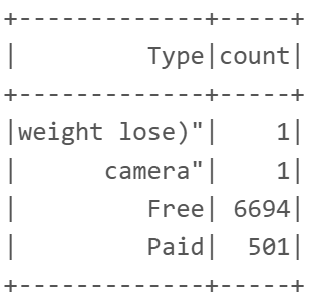 +-------------+-----+
|         Type|count|
+-------------+-----+
|weight lose)"|    1|
|      camera"|    1|
|         Free| 6694|
|         Paid|  501|
+-------------+-----+